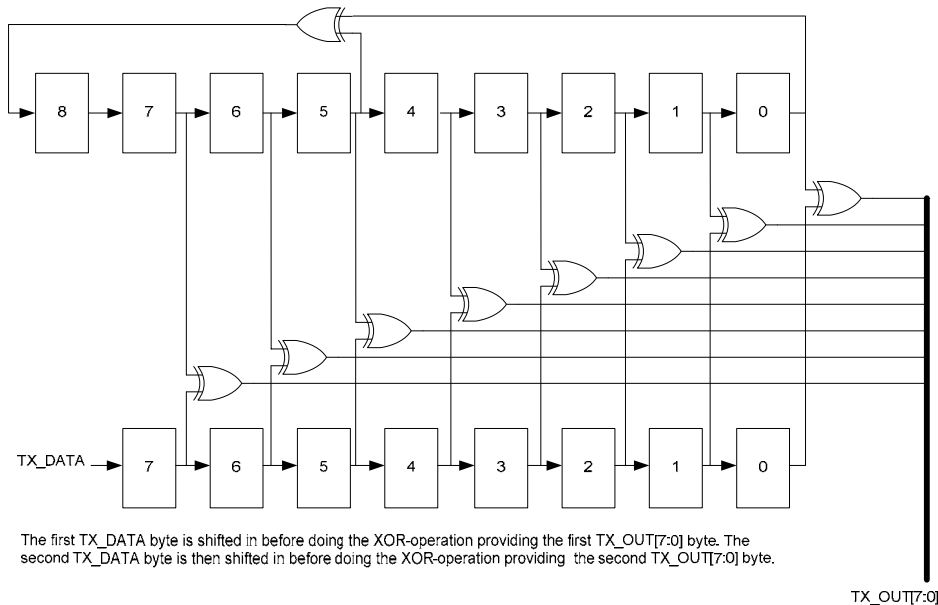 8 7 6 5 4 3 2 1 0
TX_DATA 7 6 5 4 3 2 1 0
The first TX_DATA byte is shifted in before doing the XOR-operation providing the first TX_OUT[7:0] byte. The
second TX_DATA byte is then shifted in before doing the XOR-operation providing the second TX_OUT[7:0] byte.
TX_OUT[7:0]